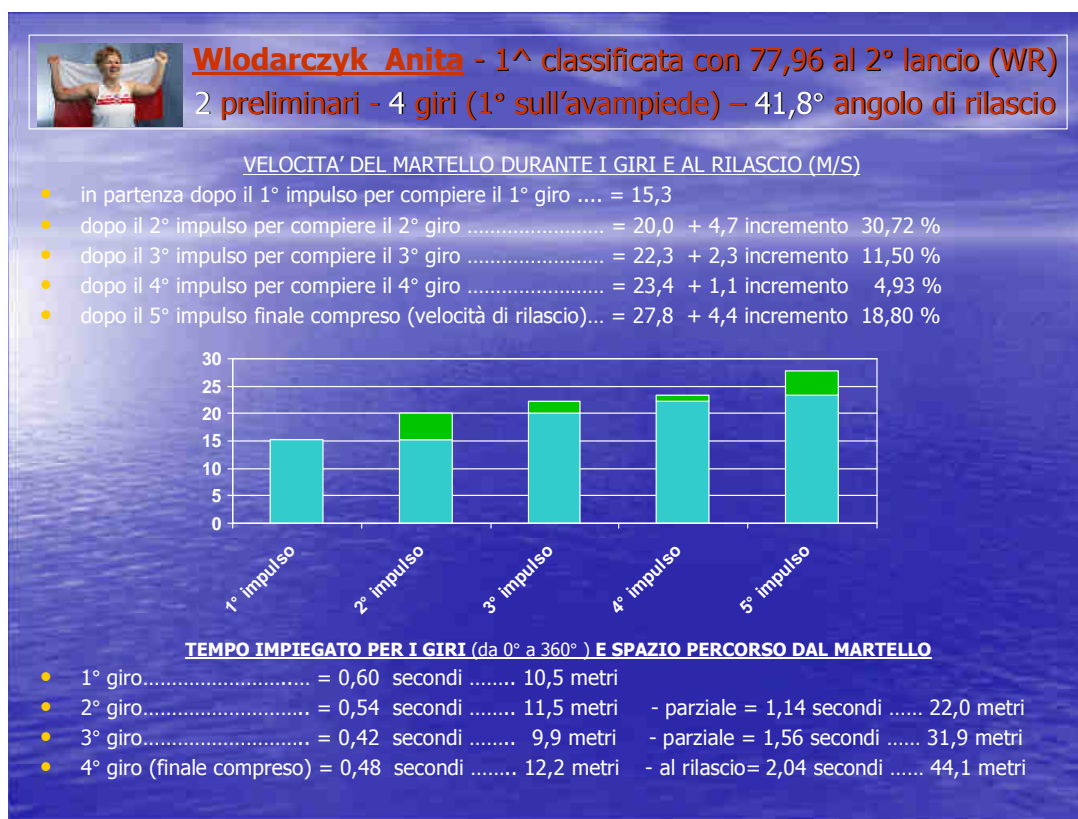 Wlodarczyk Anita - 1^ classificata con 77,96 al 2° lancio (WR)
2 preliminari - 4 giri (1° sull'avampiede) – 41,8° angolo di rilascio
VELOCITA' DEL MARTELLO DURANTE I GIRI E AL RILASCIO (M/S)
in partenza dopo il 1° impulso per compiere il 1° giro .... = 15,3
dopo il 2° impulso per compiere il 2° giro ........................ = 20,0 + 4,7 incremento 30,72 %
dopo il 3° impulso per compiere il 3° giro ........................ = 22,3 + 2,3 incremento 11,50 %
dopo il 4° impulso per compiere il 4° giro ........................ = 23,4 + 1,1 incremento 4,93 %
dopo il 5° impulso finale compreso (velocità di rilascio)... = 27,8 + 4,4 incremento 18,80 %
30
25
20
15
10
5
0
1° impulso
2° impulso
3° impulso
4° impulso
5° impulso
TEMPO IMPIEGATO PER I GIRI (da 0° a 360° ) E SPAZIO PERCORSO DAL MARTELLO
1° giro............................. = 0,60 secondi ........ 10,5 metri
2° giro............................. = 0,54 secondi ........ 11,5 metri - parziale = 1,14 secondi ...... 22,0 metri
3° giro............................. = 0,42 secondi ........ 9,9 metri - parziale = 1,56 secondi ...... 31,9 metri
4° giro (finale compreso) = 0,48 secondi ........ 12,2 metri - al rilascio= 2,04 secondi ...... 44,1 metri